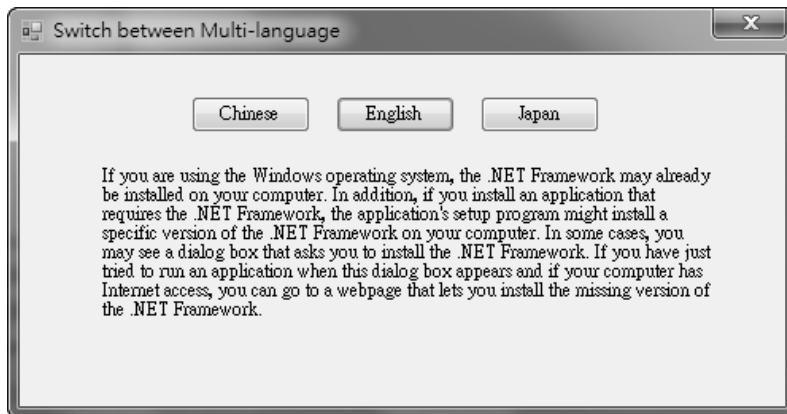 Switch between Multi-language
Chinese English Japan
If you are using the Windows operating system, the .NET Framework may already
be installed on your computer. In addition, if you install an application that
requires the .NET Framework, the application's setup program might install a
specific version of the .NET Framework on your computer. In some cases, you
may see a dialog box that asks you to install the .NET Framework. If you have just
tried to run an application when this dialog box appears and if your computer has
Internet access, you can go to a webpage that lets you install the missing version of
the .NET Framework.